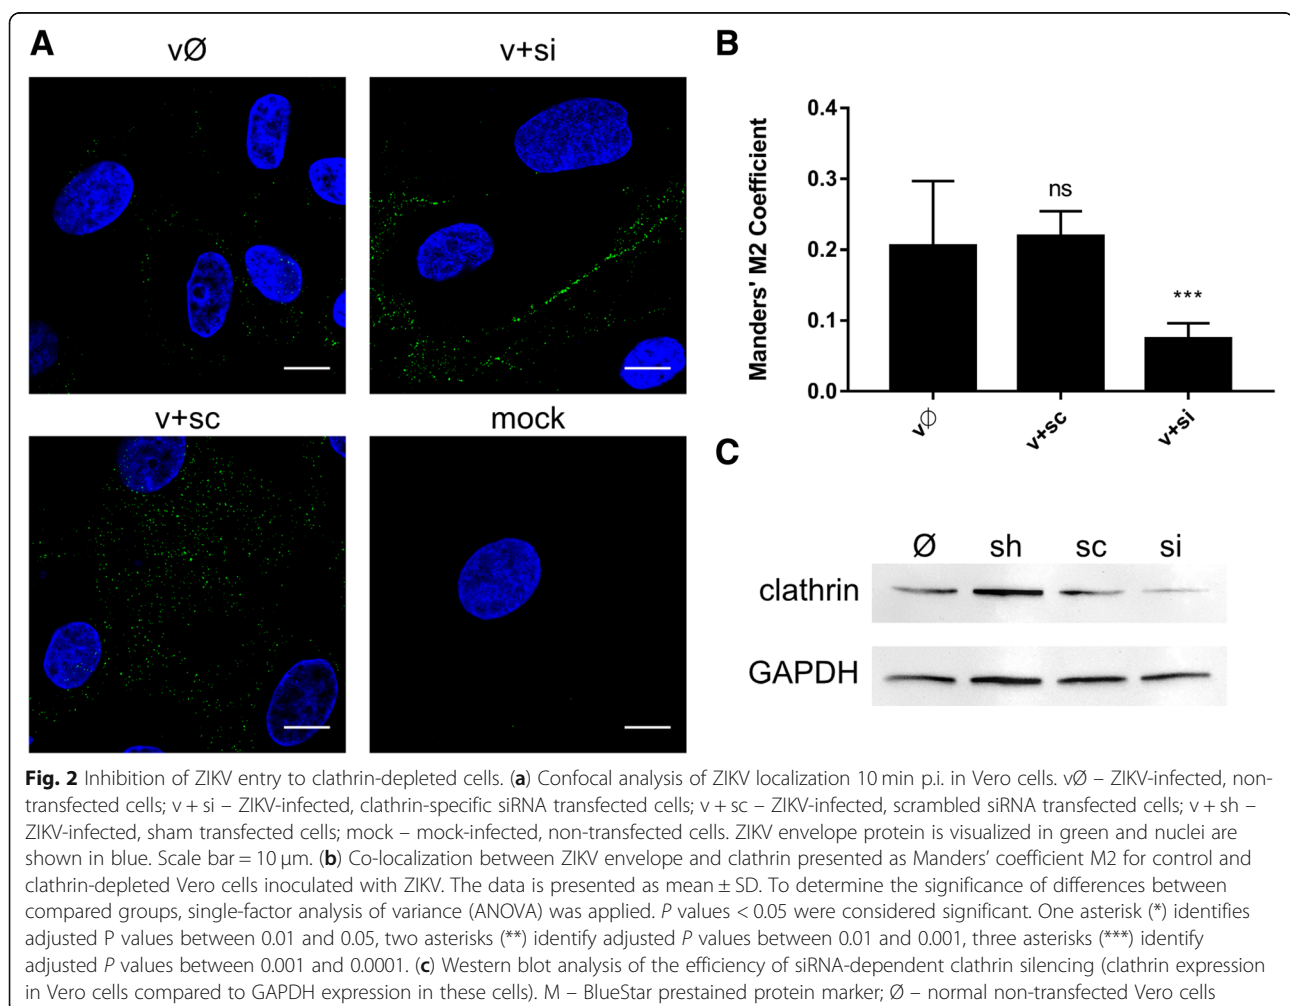 A
vØ
v+si
v+sc
mock
B
Manders' M2 Coefficient
0.4
0.3
0.2
0.1
0.0
ns
***
vØ
v+sc
v+si
C
Ø sh sc si
clathrin
GAPDH
Fig. 2 Inhibition of ZIKV entry to clathrin-depleted cells. (a) Confocal analysis of ZIKV localization 10 min p.i. in Vero cells. vØ – ZIKV-infected, non-
transfected cells; v + si – ZIKV-infected, clathrin-specific siRNA transfected cells; v + sc – ZIKV-infected, scrambled siRNA transfected cells; v + sh –
ZIKV-infected, sham transfected cells; mock – mock-infected, non-transfected cells. ZIKV envelope protein is visualized in green and nuclei are
shown in blue. Scale bar = 10 μm. (b) Co-localization between ZIKV envelope and clathrin presented as Manders' coefficient M2 for control and
clathrin-depleted Vero cells inoculated with ZIKV. The data is presented as mean ± SD. To determine the significance of differences between
compared groups, single-factor analysis of variance (ANOVA) was applied. P values < 0.05 were considered significant. One asterisk (*) identifies
adjusted P values between 0.01 and 0.05, two asterisks (**) identify adjusted P values between 0.01 and 0.001, three asterisks (***) identify
adjusted P values between 0.001 and 0.0001. (c) Western blot analysis of the efficiency of siRNA-dependent clathrin silencing (clathrin expression
in Vero cells compared to GAPDH expression in these cells). M – BlueStar prestained protein marker; Ø – normal non-transfected Vero cells